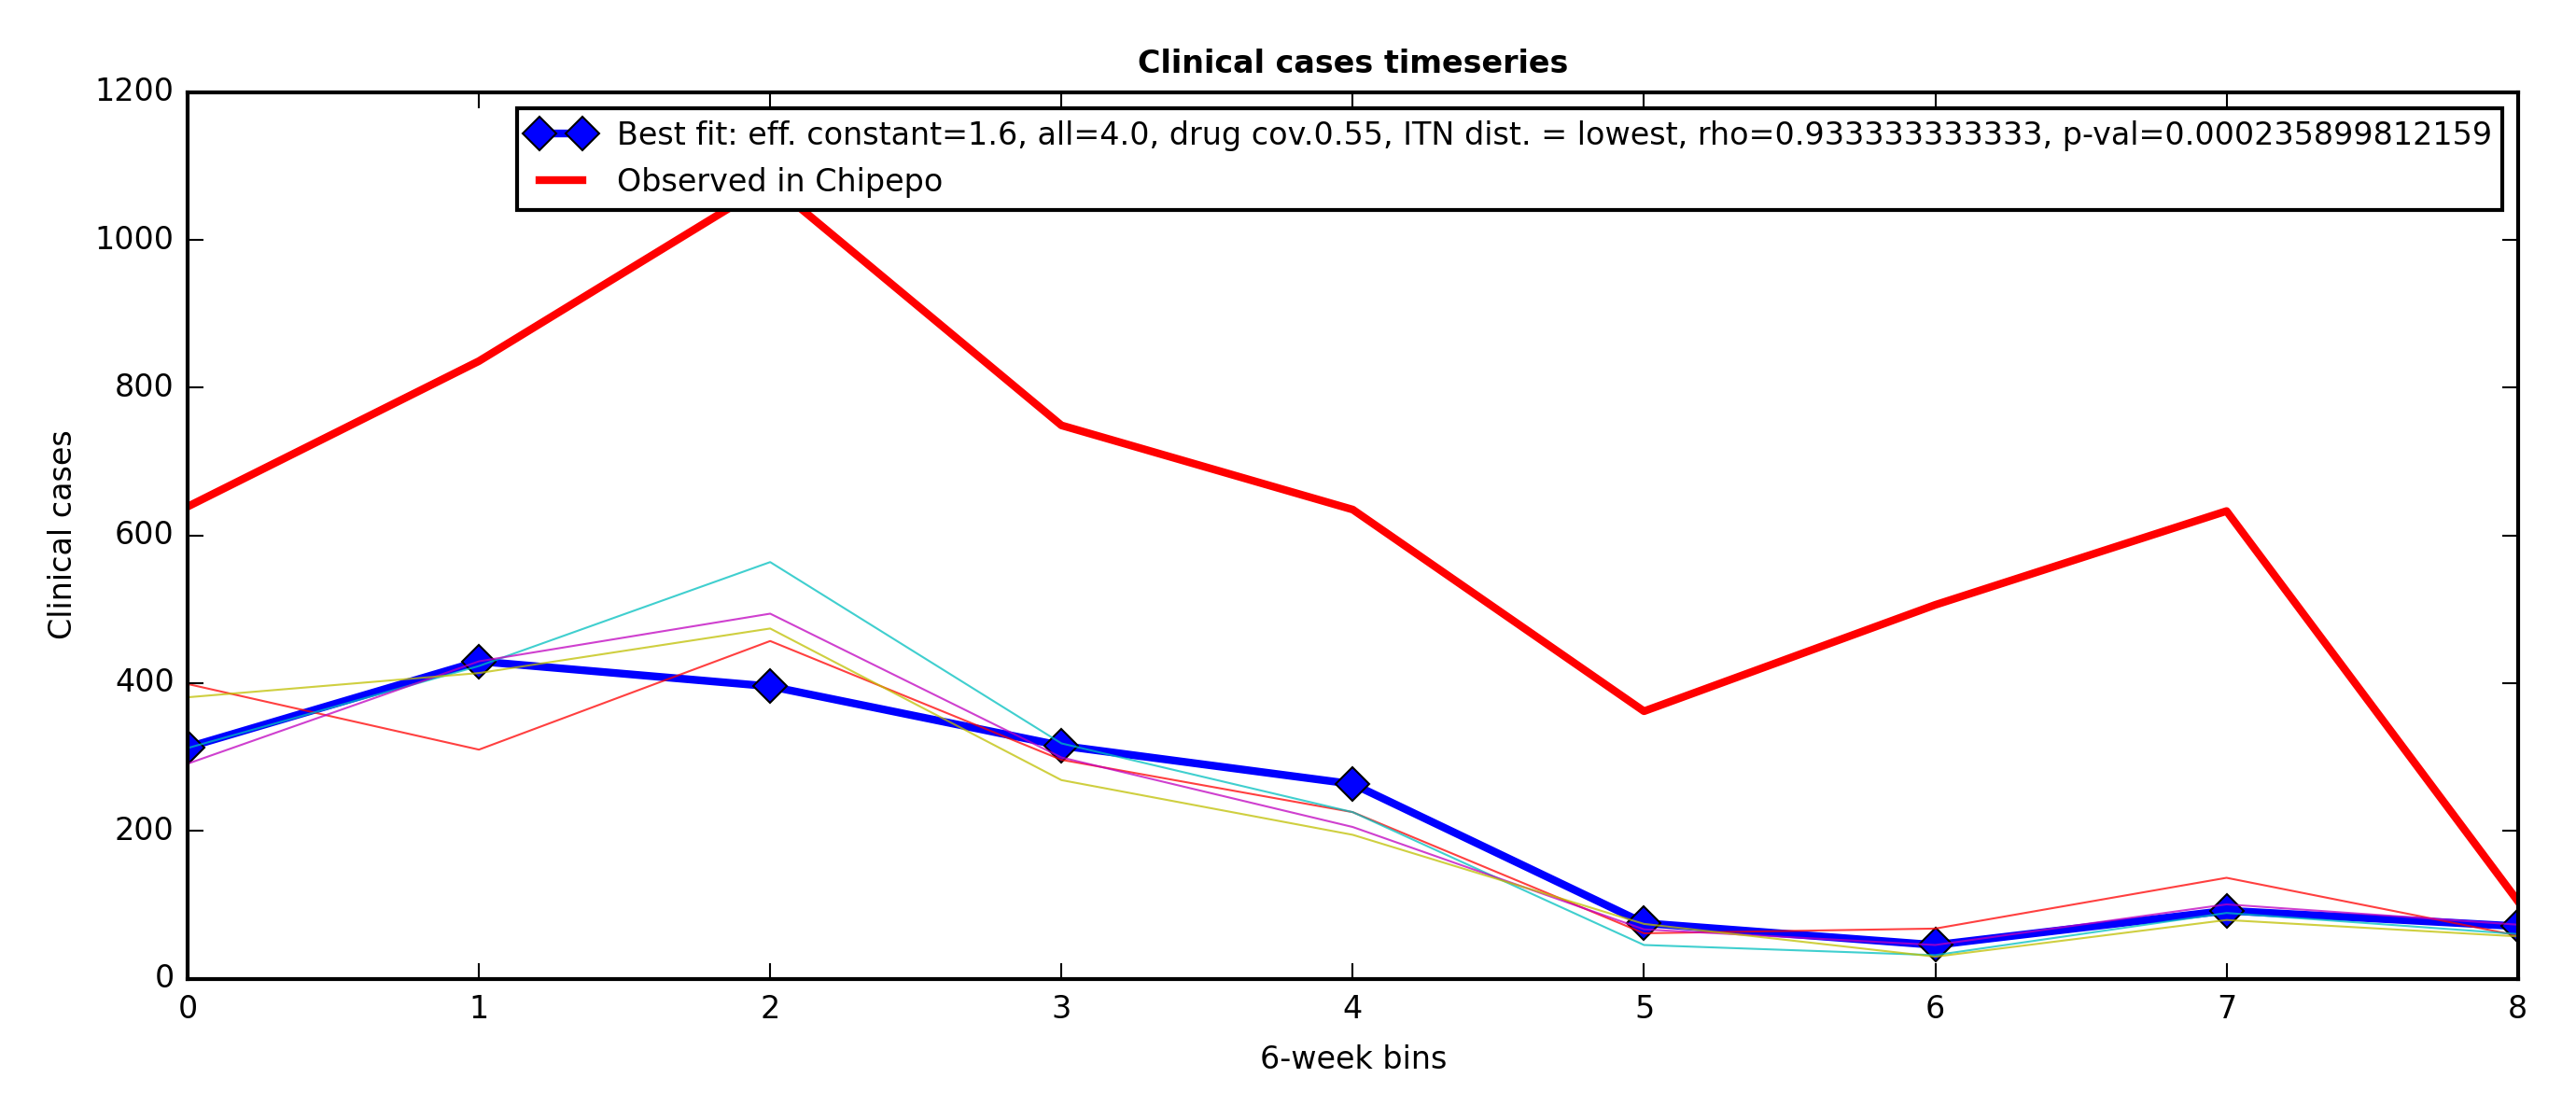 Clinical cases timeseries
Best fit: eff. constant=1.6, all=4.0, drug cov.0.55, ITN dist. = lowest, rho=0.933333333333, p-val=0.000235899812159
Observed in Chipepo
Clinical cases
1200
1000
800
600
400
200
0
0 1 2 3 4 5 6 7 8
6-week bins